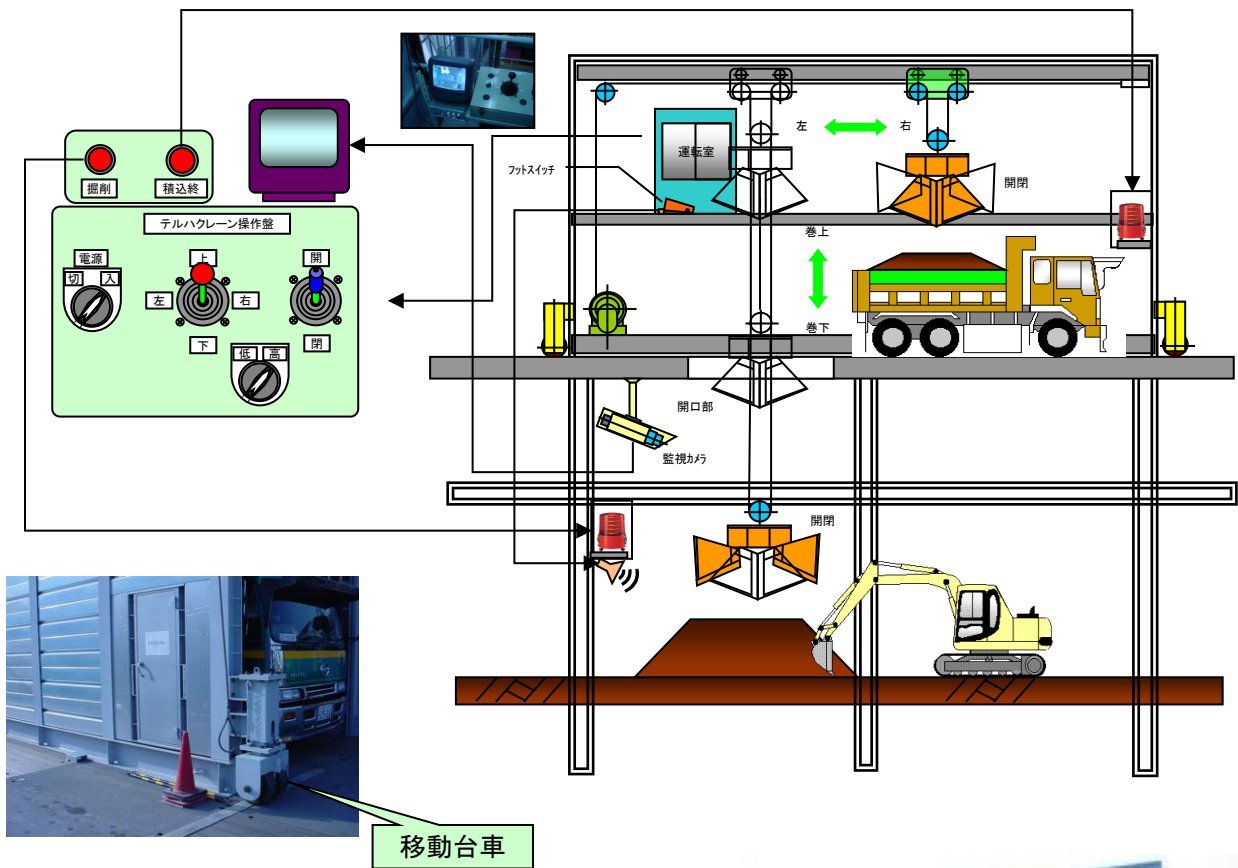 掘削
積込終
テルハクレーン操作盤
電源
切
入
上
左
右
下
開
閉
低
高
運転室
フットスイッチ
左
右
開閉
巻上
巻下
開口部
監視カメラ
開閉
移動台車